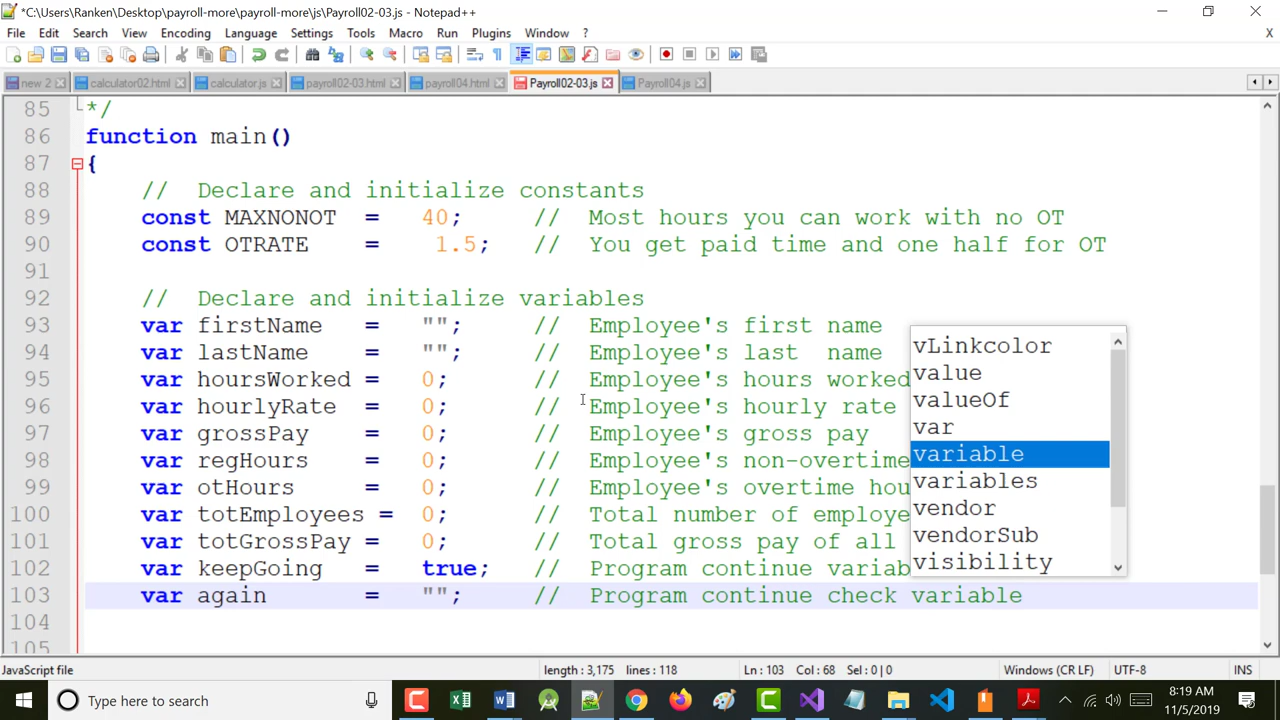 *C:\Users\Ranken\Desktop\payroll-more\payroll-more\js\Payroll02-03.js - Notepad++
File Edit Search View Encoding Language Settings Tools Macro Run Plugins Window ? X
new 2 calculator02.html calculator.js payroll02-03.html payroll04.html Payroll02-03.js Payroll04.js
85 */
86 function main()
87 {
88 // Declare and initialize constants
89 const MAXNONOT = 40; // Most hours you can work with no OT
90 const OTRATE = 1.5; // You get paid time and one half for OT
91
92 // Declare and initialize variables
93 var firstName = ""; // Employee's first name
94 var lastName = ""; // Employee's last name
95 var hoursWorked = 0; // Employee's hours worked
96 var hourlyRate = 0; // Employee's hourly rate
97 var grossPay = 0; // Employee's gross pay
98 var regHours = 0; // Employee's non-overtime
99 var otHours = 0; // Employee's overtime hou
100 var totEmployees = 0; // Total number of employe
101 var totGrossPay = 0; // Total gross pay of all
102 var keepGoing = true; // Program continue variab
103 var again = ""; // Program continue check variable
104
105
vLinkcolor
value
valueOf
var
variable
variables
vendor
vendorSub
visibility
JavaScript file length : 3,175 lines : 118 Ln : 103 Col : 68 Sel : 0 | 0 Windows (CR LF) UTF-8 INS
Type here to search
8:19 AM
11/5/2019